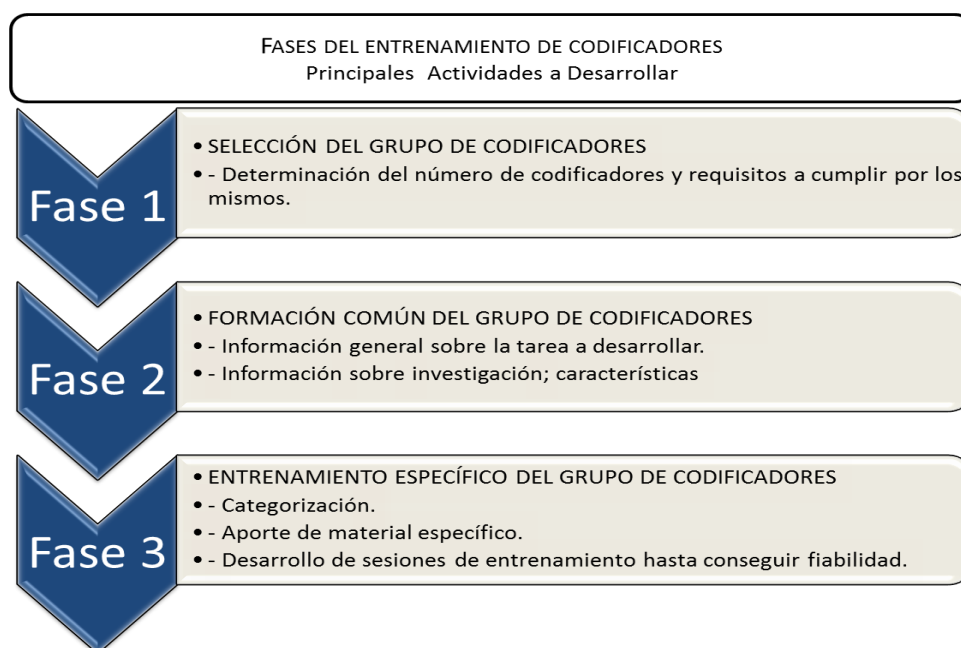 FASES DEL ENTRENAMIENTO DE CODIFICADORES
Principales Actividades a Desarrollar
Fase 1
• SELECCIÓN DEL GRUPO DE CODIFICADORES
• - Determinación del número de codificadores y requisitos a cumplir por los
mismos.
Fase 2
• FORMACIÓN COMÚN DEL GRUPO DE CODIFICADORES
• - Información general sobre la tarea a desarrollar.
• - Información sobre investigación; características
Fase 3
• ENTRENAMIENTO ESPECÍFICO DEL GRUPO DE CODIFICADORES
• - Categorización.
• - Aporte de material específico.
• - Desarrollo de sesiones de entrenamiento hasta conseguir fiabilidad.